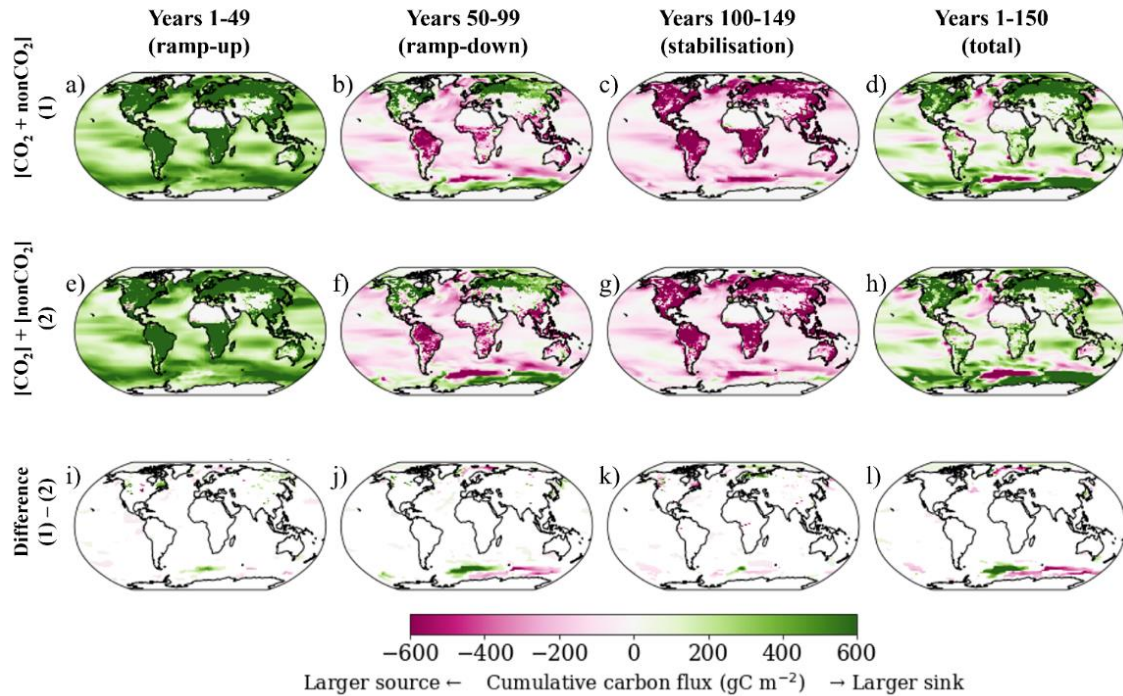 Years 1-49
(ramp-up)
Years 50-99
(ramp-down)
Years 100-149
(stabilisation)
Years 1-150
(total)
[CO₂ + nonCO₂]
(1)
a)
b)
c)
d)
[CO₂] + [nonCO₂]
(2)
e)
f)
g)
h)
Difference
(1) – (2)
i)
j)
k)
l)
−600 −400 −200 0 200 400 600
Larger source ← Cumulative carbon flux (gC m⁻²) → Larger sink